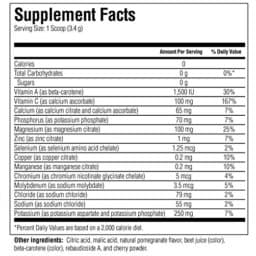 Supplement Facts
Serving Size: 1 Scoop (3.4 g)
Amount Per Serving % Daily Value
Calories 0
Total Carbohydrates 0 g 0%*
Sugars 0 g
Vitamin A (as beta-carotene) 1,500 IU 30%
Vitamin C (as calcium ascorbate) 100 mg 167%
Calcium (as calcium citrate and calcium ascorbate) 65 mg 7%
Phosphorus (as potassium phosphate) 70 mg 7%
Magnesium (as magnesium citrate) 100 mg 25%
Zinc (as zinc citrate) 1 mg 7%
Selenium (as selenium amino acid chelate) 1.25 mcg 2%
Copper (as copper citrate) 0.2 mg 10%
Manganese (as manganese citrate) 0.2 mg 10%
Chromium (as chromium nicotinate glycinate chelate) 5 mcg 4%
Molybdenum (as sodium molybdate) 3.5 mcg 5%
Chloride (as sodium chloride) 79 mg 2%
Sodium (as sodium chloride) 55 mg 2%
Potassium (as potassium aspartate and potassium phosphate) 250 mg 7%
*Percent Daily Values are based on a 2,000 calorie diet.
Other ingredients: Citric acid, malic acid, natural pomegranate flavor, beet juice (color),
beta-carotene (color), rebaudioside A, and cherry powder.